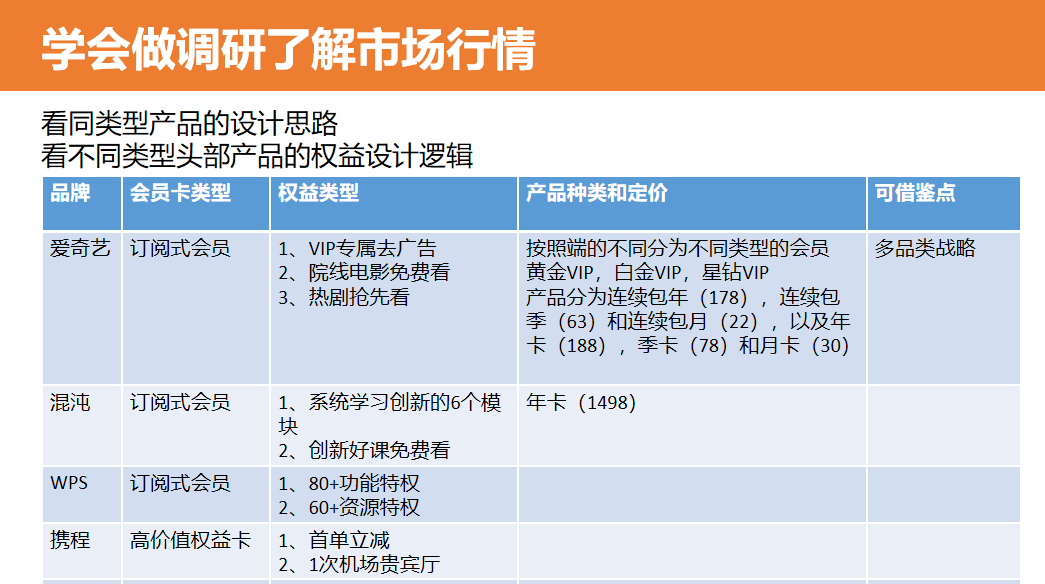 学会做调研了解市场行情
看同类型产品的设计思路
看不同类型头部产品的权益设计逻辑
品牌 会员卡类型 权益类型 产品种类和定价 可借鉴点
爱奇艺 订阅式会员 1、VIP专属去广告 按照端的不同分为不同类型的会员 多品类战略
2、院线电影免费看 黄金VIP，白金VIP，星钻VIP
3、热剧抢先看 产品分为连续包年（178），连续包
季（63）和连续包月（22），以及年
卡（188），季卡（78）和月卡（30）
混沌 订阅式会员 1、系统学习创新的6个模 年卡（1498）
块
2、创新好课免费看
WPS 订阅式会员 1、80+功能特权
2、60+资源特权
携程 高价值权益卡 1、首单立减
2、1次机场贵宾厅